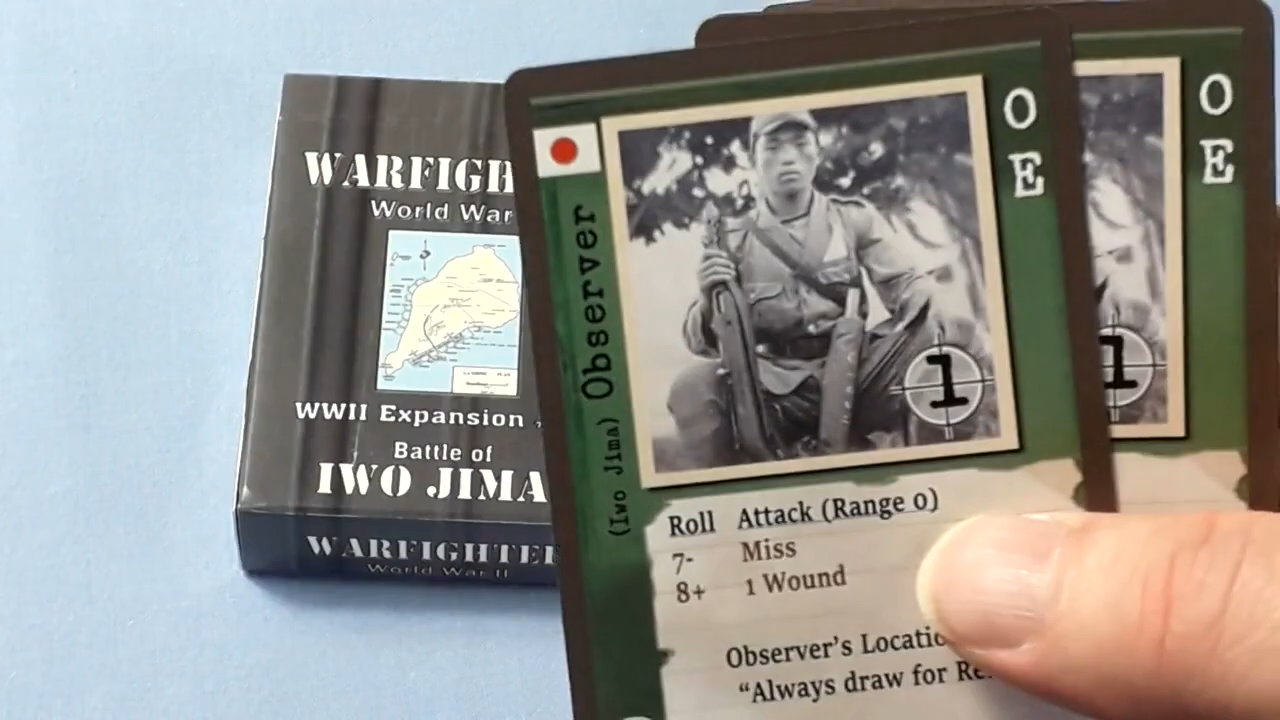 WARFIGH
World War
WWII Expansion
Battle of
IWO JIMA
WARFIGHTE
World War II
(Iwo Jima) Observer
O
E
1
Roll Attack (Range 0)
7- Miss
8+ 1 Wound
Observer's Locatio
"Always draw for Re
O
E
1